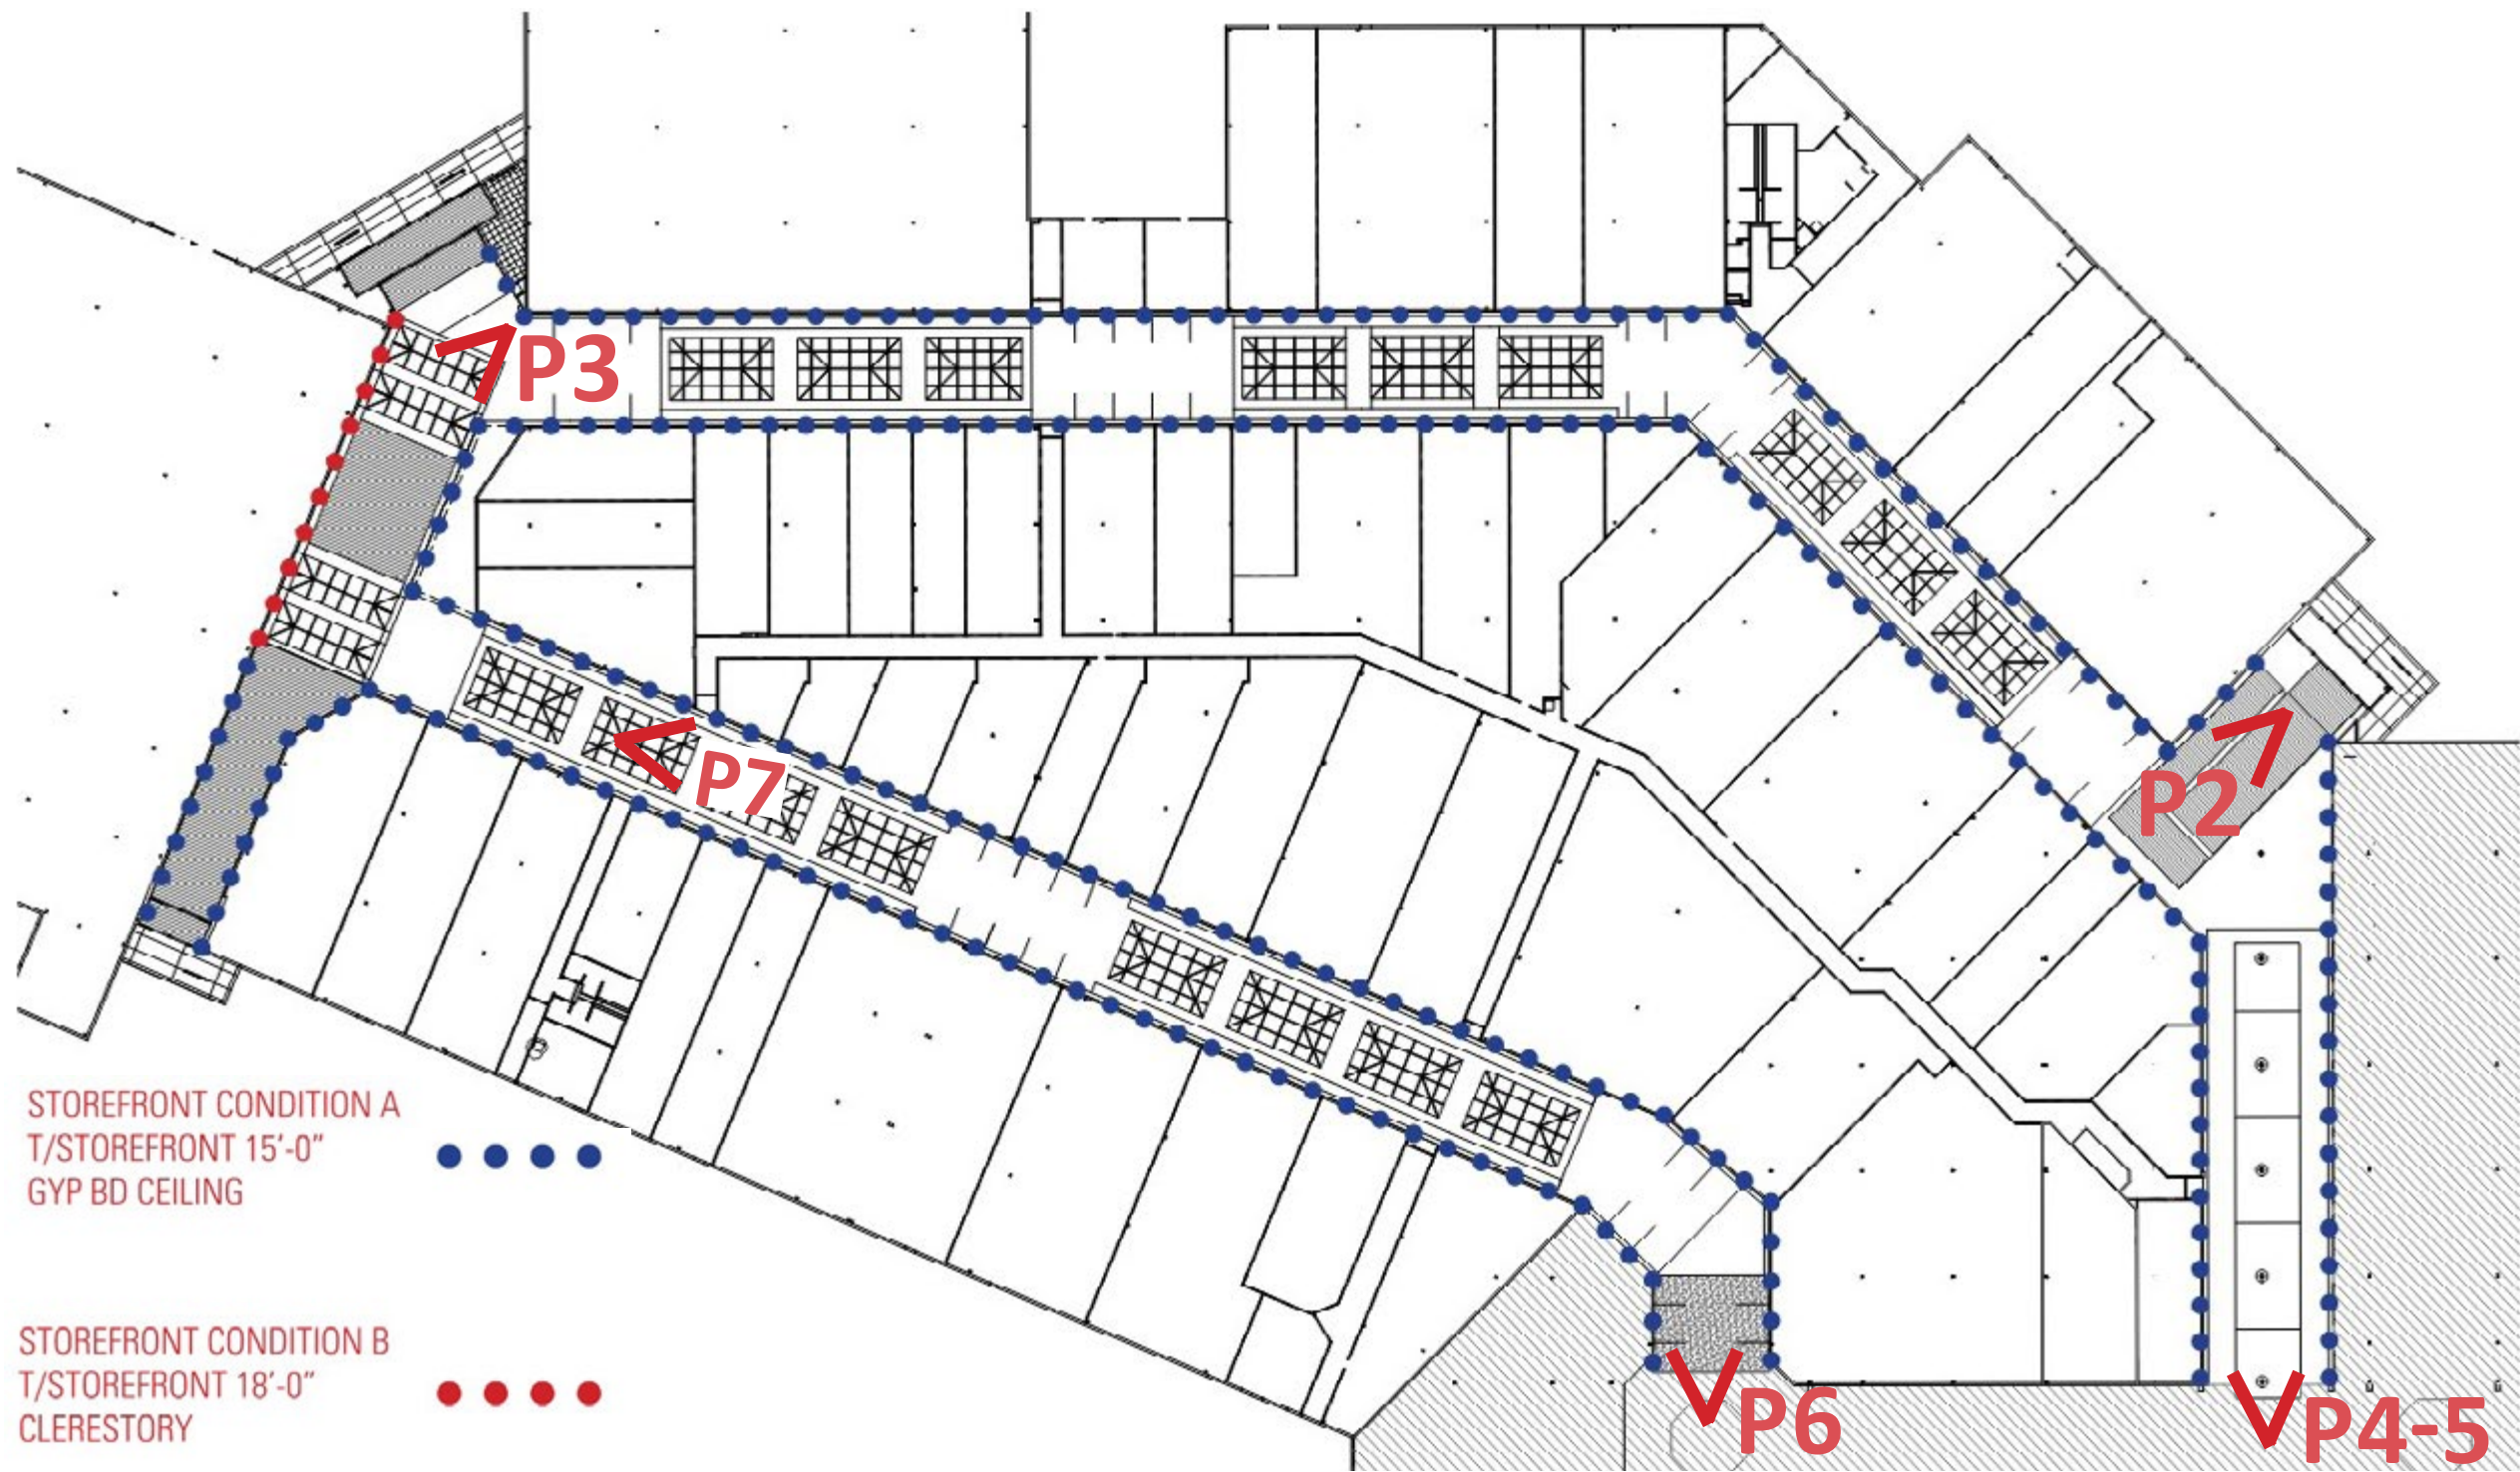 P3
P7
P2
STOREFRONT CONDITION A
T/STOREFRONT 15'-0"
GYP BD CEILING
STOREFRONT CONDITION B
T/STOREFRONT 18'-0"
CLERESTORY
P6
P4-5